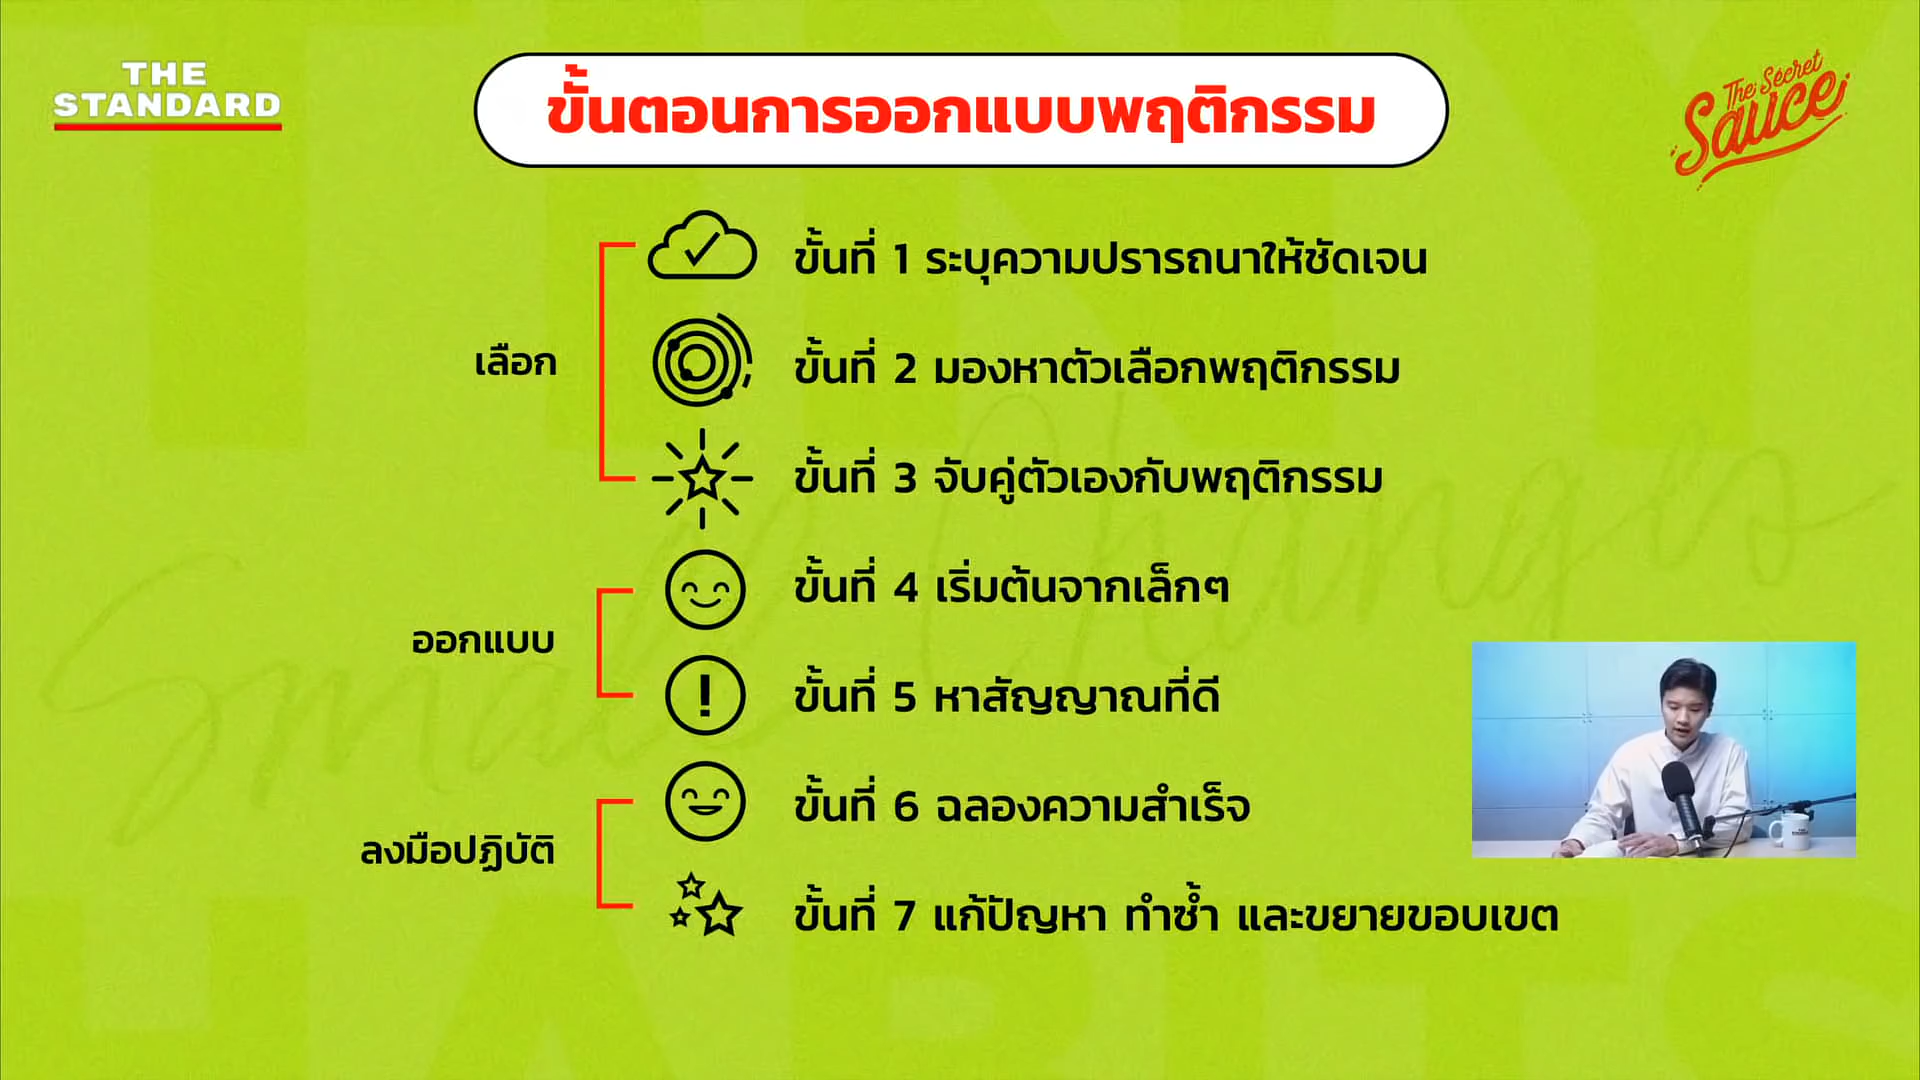 THE
STANDARD
ขั้นตอนการออกแบบพฤติกรรม
The Secret
Sauce
เลือก
ขั้นที่ 1 ระบุความปรารถนาให้ชัดเจน
ขั้นที่ 2 มองหาตัวเลือกพฤติกรรม
ขั้นที่ 3 จับคู่ตัวเองกับพฤติกรรม
ออกแบบ
ขั้นที่ 4 เริ่มต้นจากเล็กๆ
ขั้นที่ 5 หาสัญญาณที่ดี
ลงมือปฏิบัติ
ขั้นที่ 6 ฉลองความสำเร็จ
ขั้นที่ 7 แก้ปัญหา ทำซ้ำ และขยายขอบเขต
TINY
Small Changes
HABITS